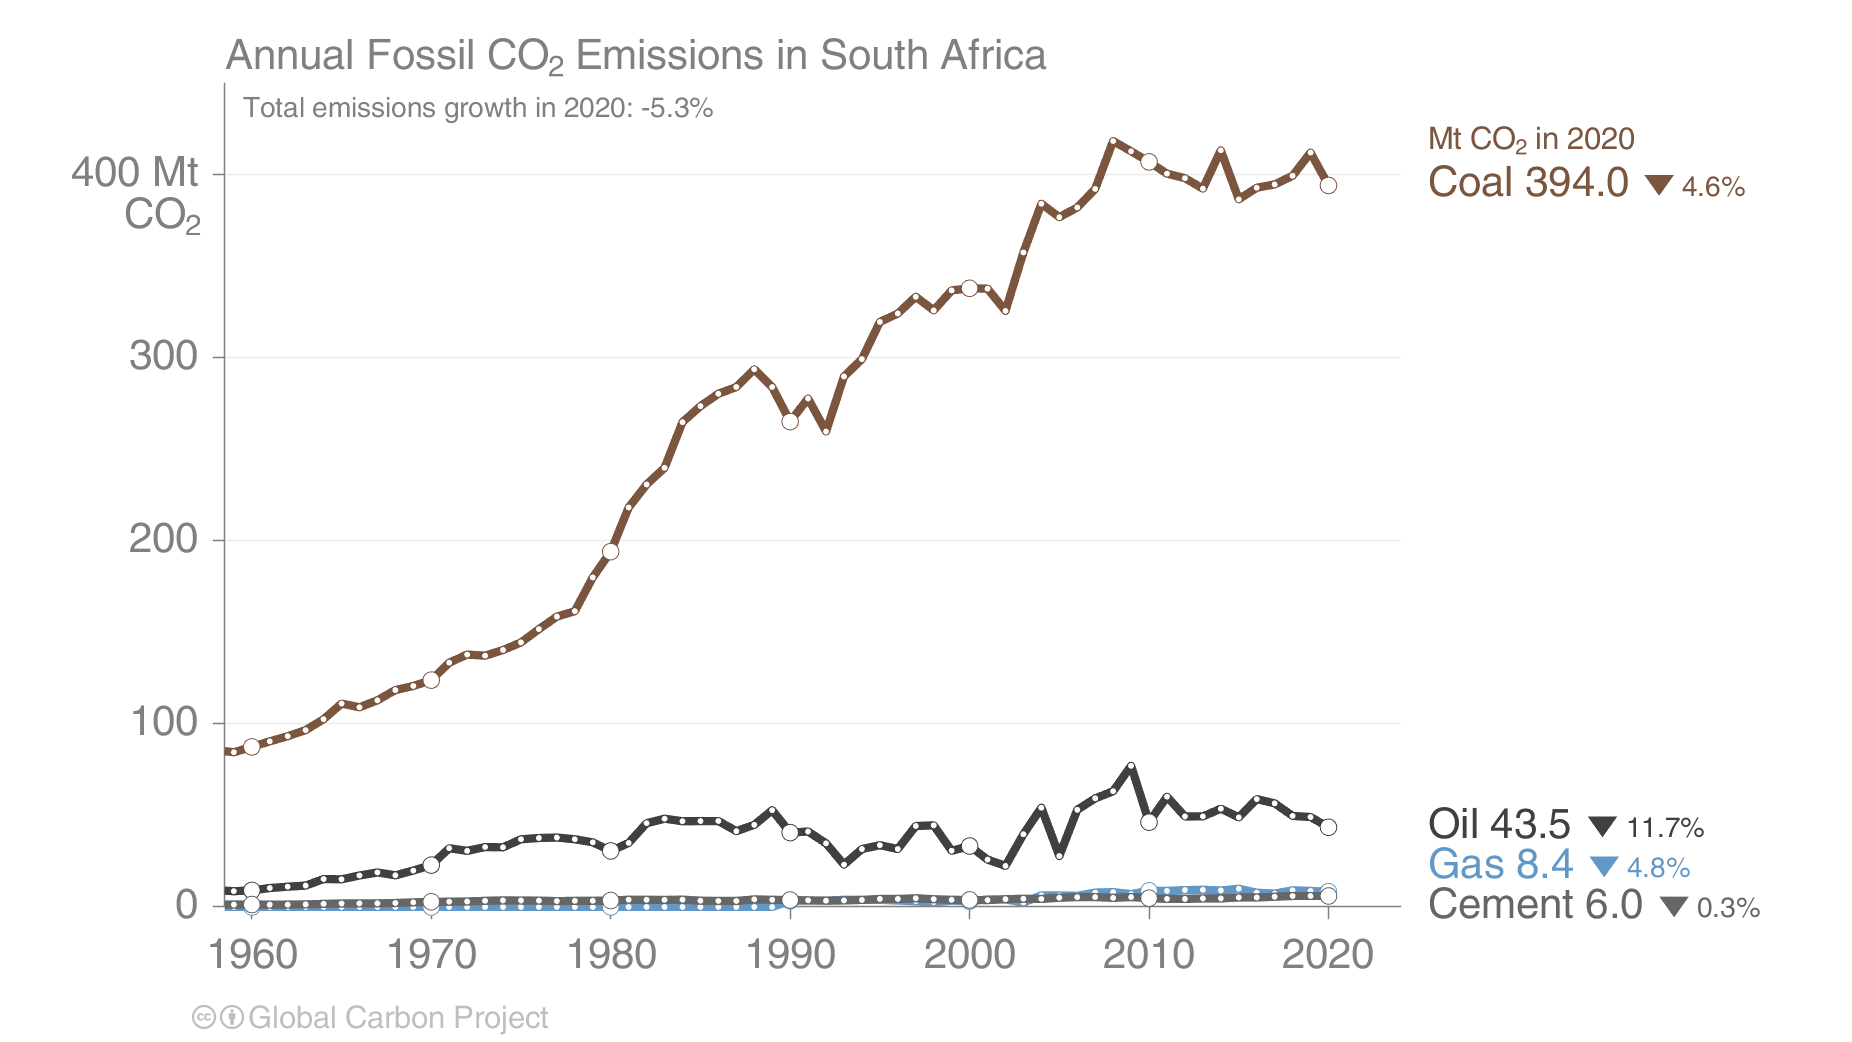 Annual Fossil CO₂ Emissions in South Africa
Total emissions growth in 2020: -5.3%
400 Mt
CO₂
300
200
100
0
1960 1970 1980 1990 2000 2010 2020
Mt CO₂ in 2020
Coal 394.0 ▼ 4.6%
Oil 43.5 ▼ 11.7%
Gas 8.4 ▼ 4.8%
Cement 6.0 ▼ 0.3%
cc Global Carbon Project